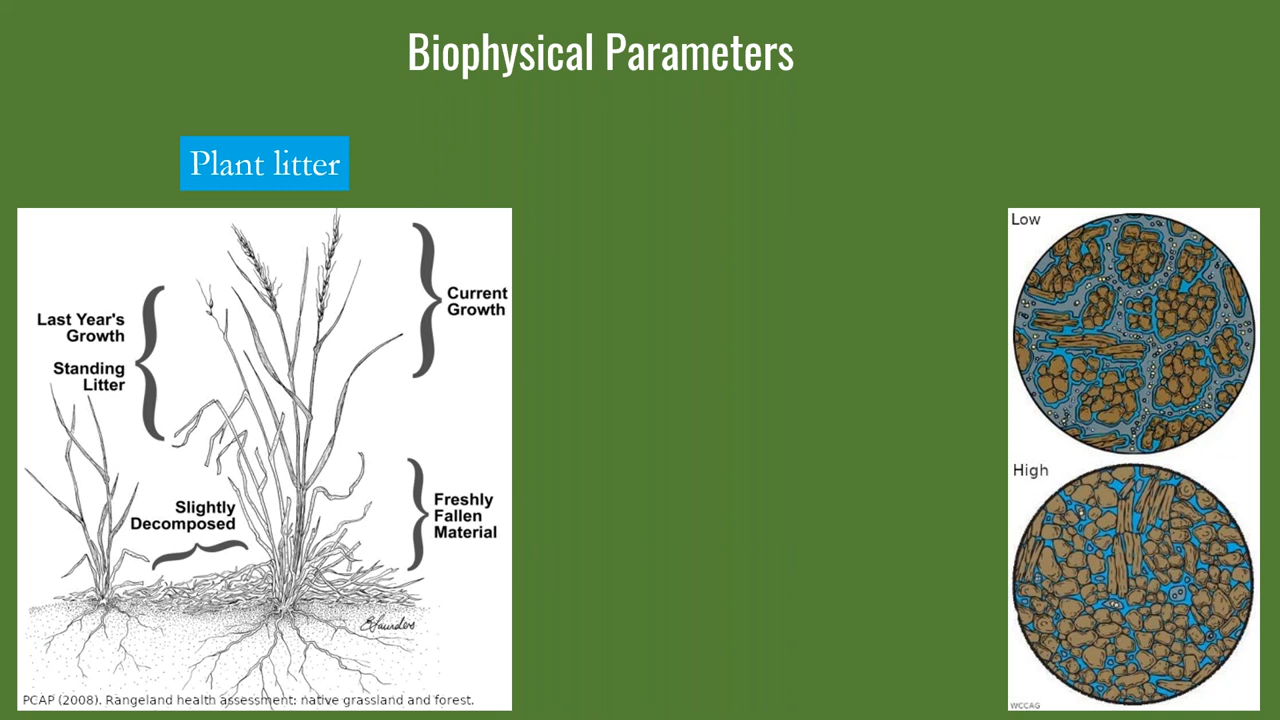 Biophysical Parameters
Plant litter
Last Year's
Growth
Standing
Litter
Current
Growth
Slightly
Decomposed
Freshly
Fallen
Material
ESaunders
PCAP (2008). Rangeland health assessment: native grassland and forest.
Low
High
WCCAG